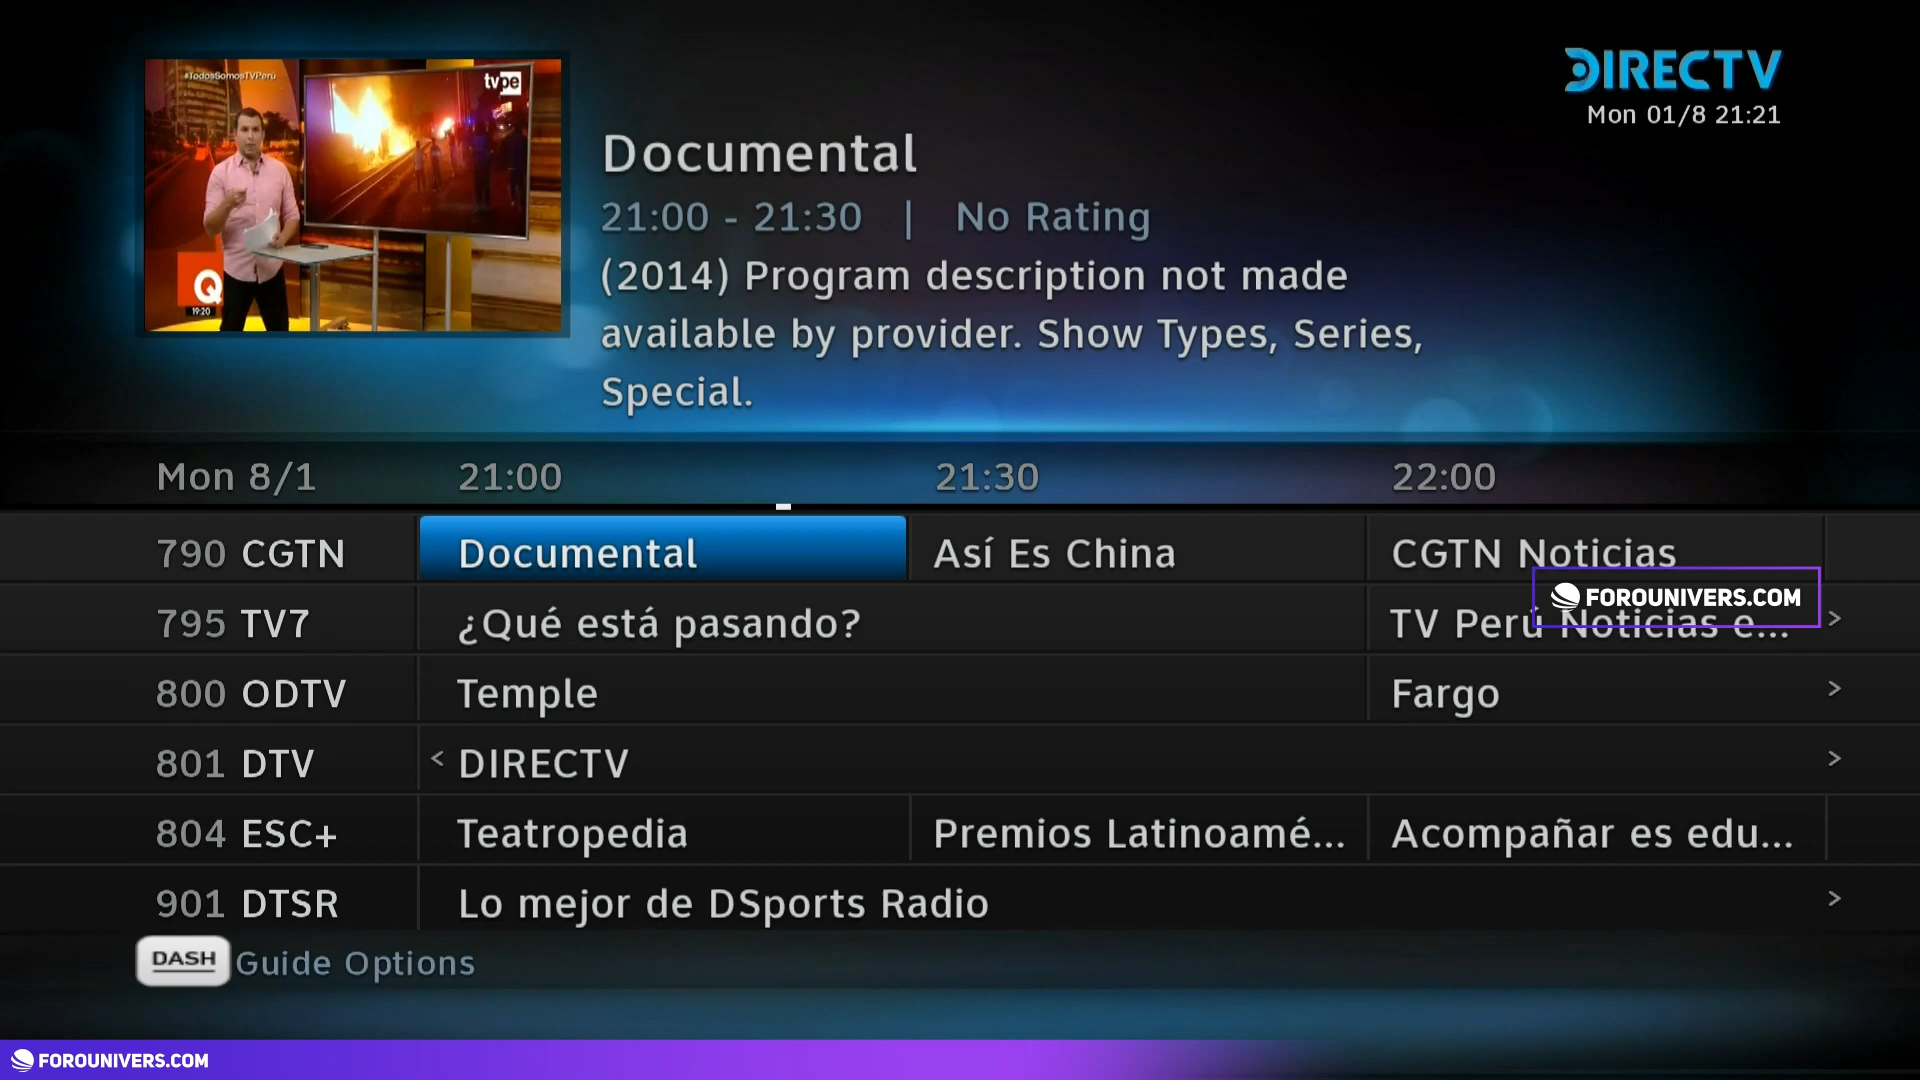 #TodosSomosTVPerú
tvpe
Q
19:20
DIRECTV
Mon 01/8 21:21
Documental
21:00 - 21:30 | No Rating
(2014) Program description not made
available by provider. Show Types, Series,
Special.
Mon 8/1 21:00 21:30 22:00
790 CGTN Documental Así Es China CGTN Noticias
FOROUNIVERS.COM
795 TV7 ¿Qué está pasando? TV Perú Noticias e... >
800 ODTV Temple Fargo >
801 DTV < DIRECTV >
804 ESC+ Teatropedia Premios Latinoamé... Acompañar es edu...
901 DTSR Lo mejor de DSports Radio >
DASH Guide Options
FOROUNIVERS.COM